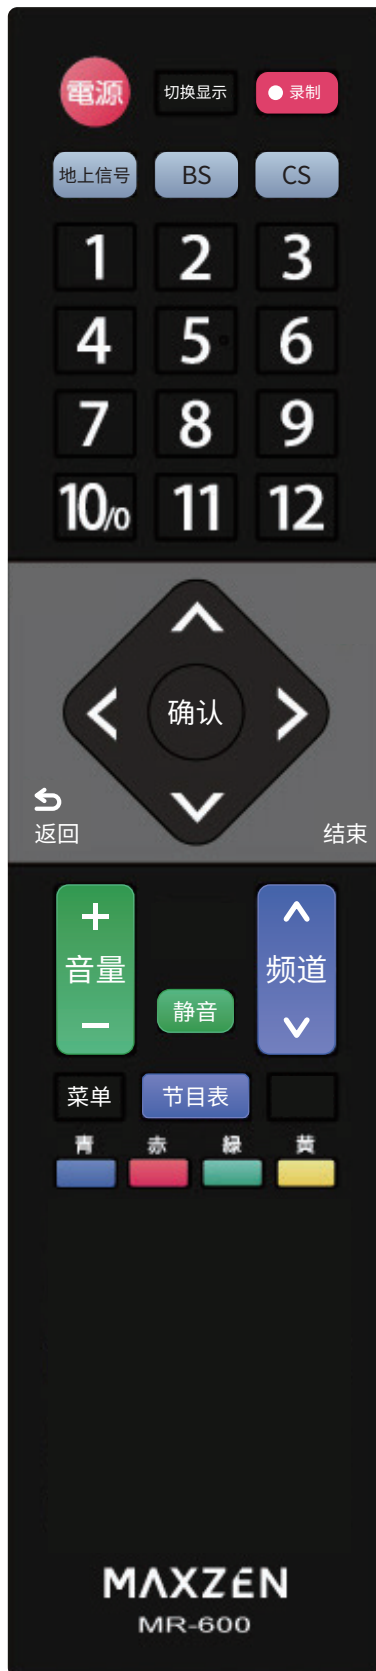 電源
切换显示
录制
地上信号
BS
CS
1
2
3
4
5
6
7
8
9
10/0
11
12
确认
返回
结束
+
音量
−
静音
频道
菜单
节目表
青
赤
緑
黄
MAXZEN
MR-600